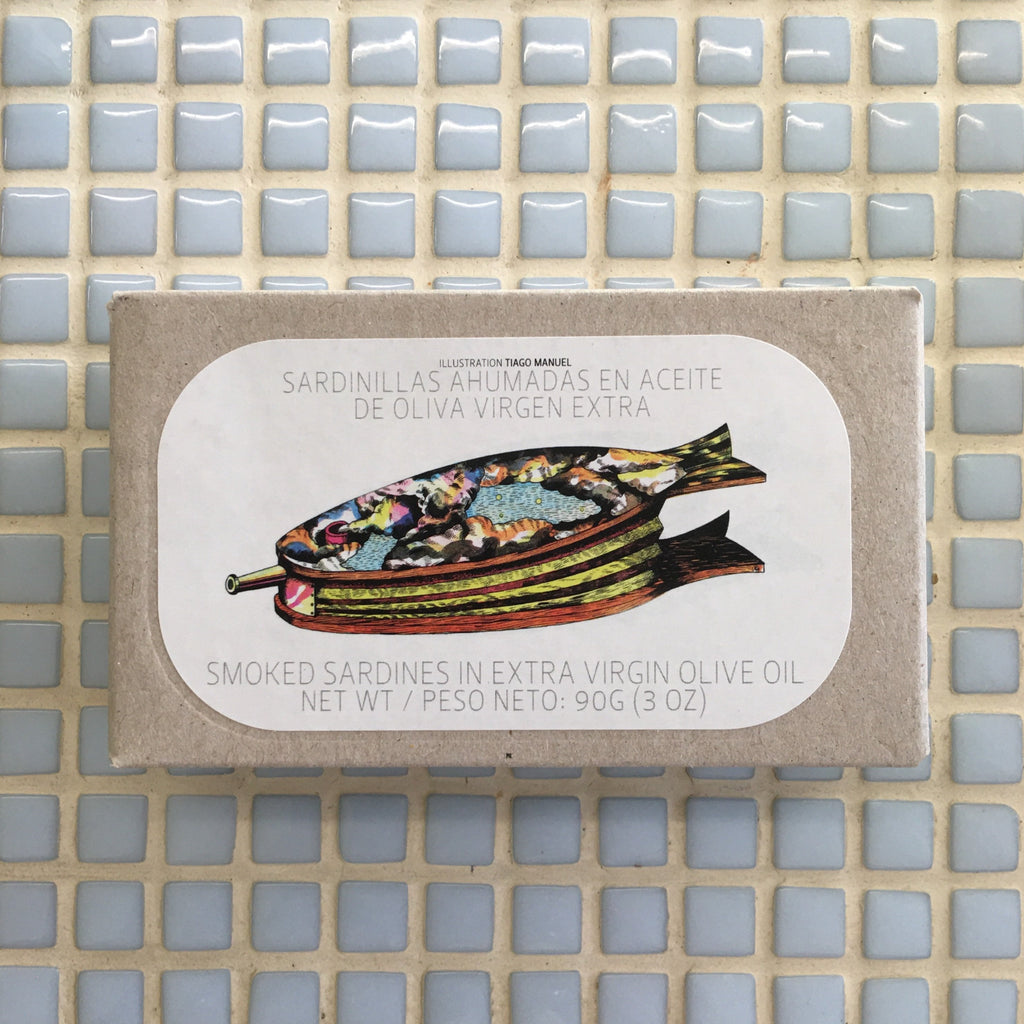 ILLUSTRATION TIAGO MANUEL
SARDINILLAS AHUMADAS EN ACEITE
DE OLIVA VIRGEN EXTRA
SMOKED SARDINES IN EXTRA VIRGIN OLIVE OIL
NET WT / PESO NETO: 90G (3 OZ)